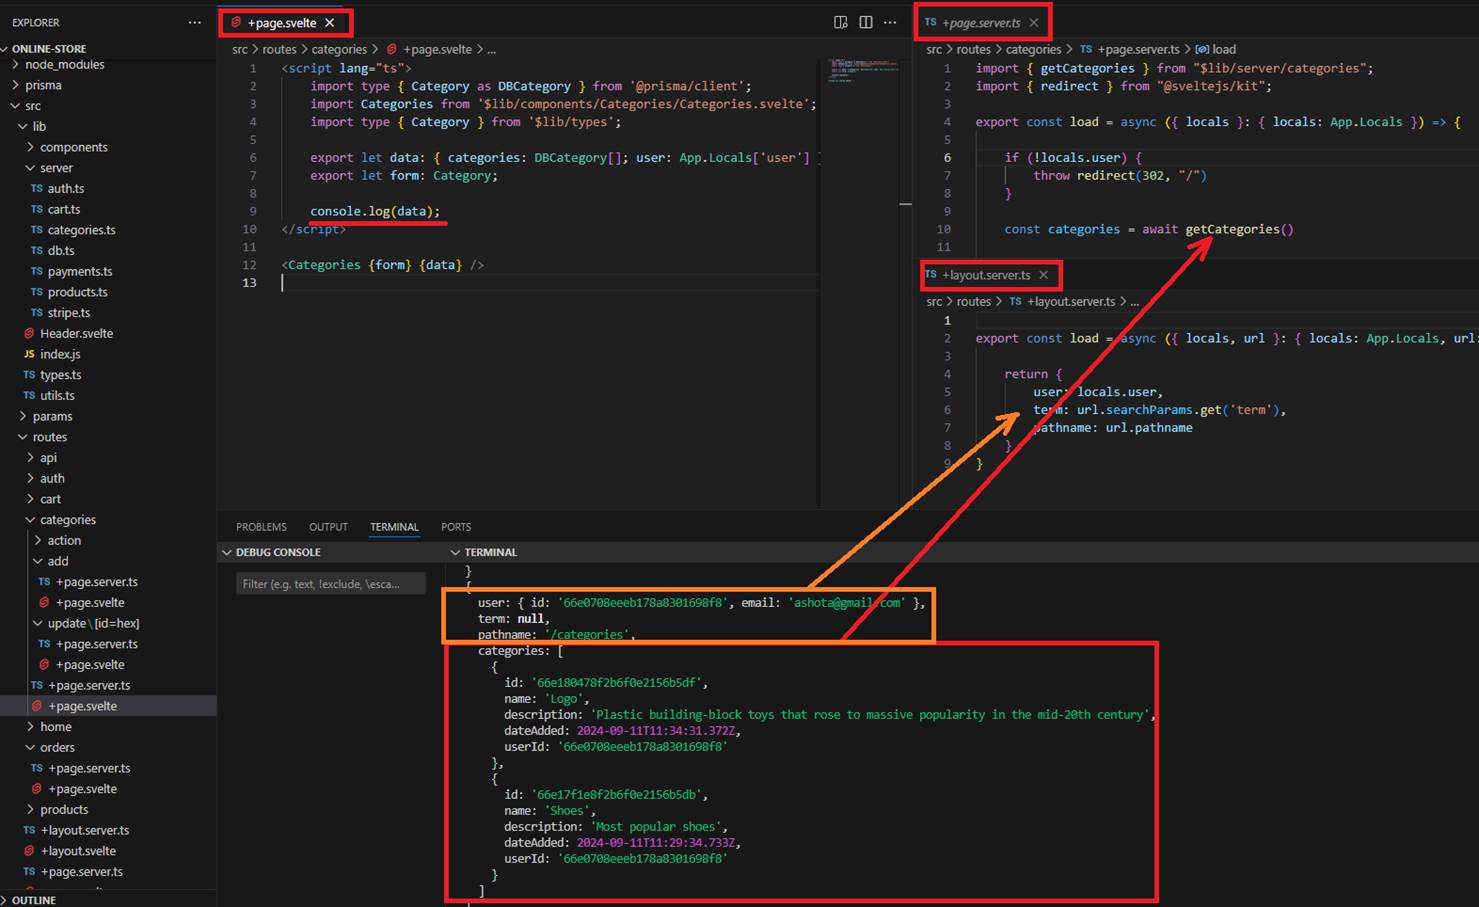 EXPLORER
ONLINE-STORE
node_modules
prisma
src
lib
components
server
TS auth.ts
TS cart.ts
TS categories.ts
TS db.ts
TS payments.ts
TS products.ts
TS stripe.ts
Header.svelte
JS index.js
TS types.ts
TS utils.ts
params
routes
api
auth
cart
categories
action
add
TS +page.server.ts
+page.svelte
update\[id=hex]
TS +page.server.ts
+page.svelte
TS +page.server.ts
+page.svelte
home
orders
TS +page.server.ts
+page.svelte
products
TS +layout.server.ts
+layout.svelte
TS +page.server.ts
OUTLINE
+page.svelte
src > routes > categories > +page.svelte > ...
1 <script lang="ts">
2 import type { Category as DBCategory } from '@prisma/client';
3 import Categories from '$lib/components/Categories/Categories.svelte';
4 import type { Category } from '$lib/types';
5
6 export let data: { categories: DBCategory[]; user: App.Locals['user']
7 export let form: Category;
8
9 console.log(data);
10 </script>
11
12 <Categories {form} {data} />
13
TS +page.server.ts
src > routes > categories > TS +page.server.ts > load
1 import { getCategories } from "$lib/server/categories";
2 import { redirect } from "@sveltejs/kit";
3
4 export const load = async ({ locals }: { locals: App.Locals }) => {
5
6 if (!locals.user) {
7 throw redirect(302, "/")
8 }
9
10 const categories = await getCategories()
11
TS +layout.server.ts
src > routes > TS +layout.server.ts > ...
1
2 export const load = async ({ locals, url }: { locals: App.Locals, url:
3
4 return {
5 user: locals.user,
6 term: url.searchParams.get('term'),
7 pathname: url.pathname
8 }
9 }
PROBLEMS OUTPUT TERMINAL PORTS
DEBUG CONSOLE
Filter (e.g. text, !exclude, \esca...
TERMINAL
}
{
user: { id: '66e0708eeeb178a8301698f8', email: 'ashota@gmail.com' },
term: null,
pathname: '/categories',
categories: [
{
id: '66e180478f2b6f0e2156b5df',
name: 'Logo',
description: 'Plastic building-block toys that rose to massive popularity in the mid-20th century',
dateAdded: 2024-09-11T11:34:31.372Z,
userId: '66e0708eeeb178a8301698f8'
},
{
id: '66e17f1e8f2b6f0e2156b5db',
name: 'Shoes',
description: 'Most popular shoes',
dateAdded: 2024-09-11T11:29:34.733Z,
userId: '66e0708eeeb178a8301698f8'
}
]